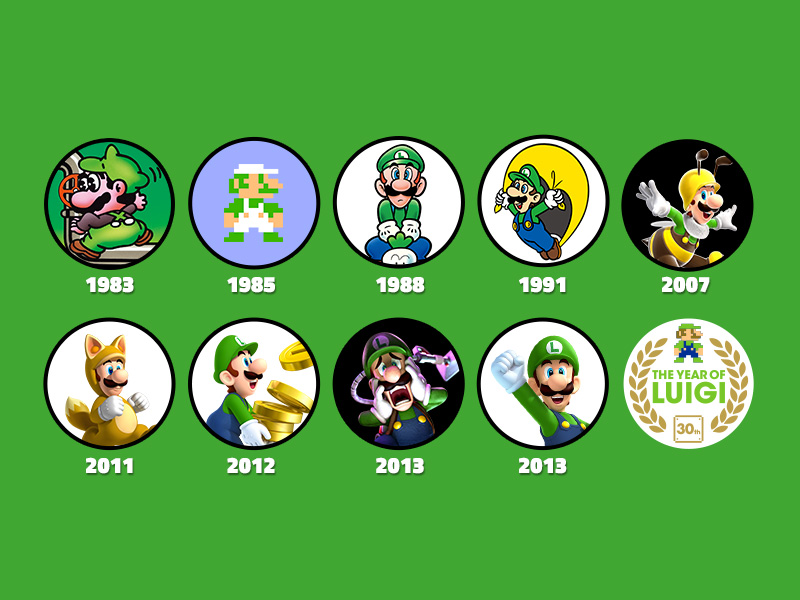 1983
1985
1988
1991
2007
2011
2012
2013
2013
THE YEAR OF
LUIGI
30th
L
L
L
L
L